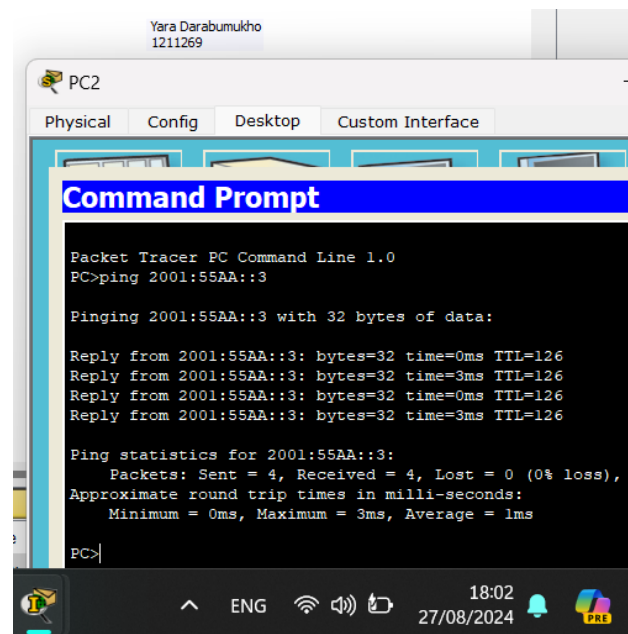 Yara Darabumukho
1211269
PC2
Physical Config Desktop Custom Interface
Command Prompt
Packet Tracer PC Command Line 1.0
PC>ping 2001:55AA::3
Pinging 2001:55AA::3 with 32 bytes of data:
Reply from 2001:55AA::3: bytes=32 time=0ms TTL=126
Reply from 2001:55AA::3: bytes=32 time=3ms TTL=126
Reply from 2001:55AA::3: bytes=32 time=0ms TTL=126
Reply from 2001:55AA::3: bytes=32 time=3ms TTL=126
Ping statistics for 2001:55AA::3:
Packets: Sent = 4, Received = 4, Lost = 0 (0% loss),
Approximate round trip times in milli-seconds:
Minimum = 0ms, Maximum = 3ms, Average = 1ms
PC>
ENG 18:02
27/08/2024
PRE